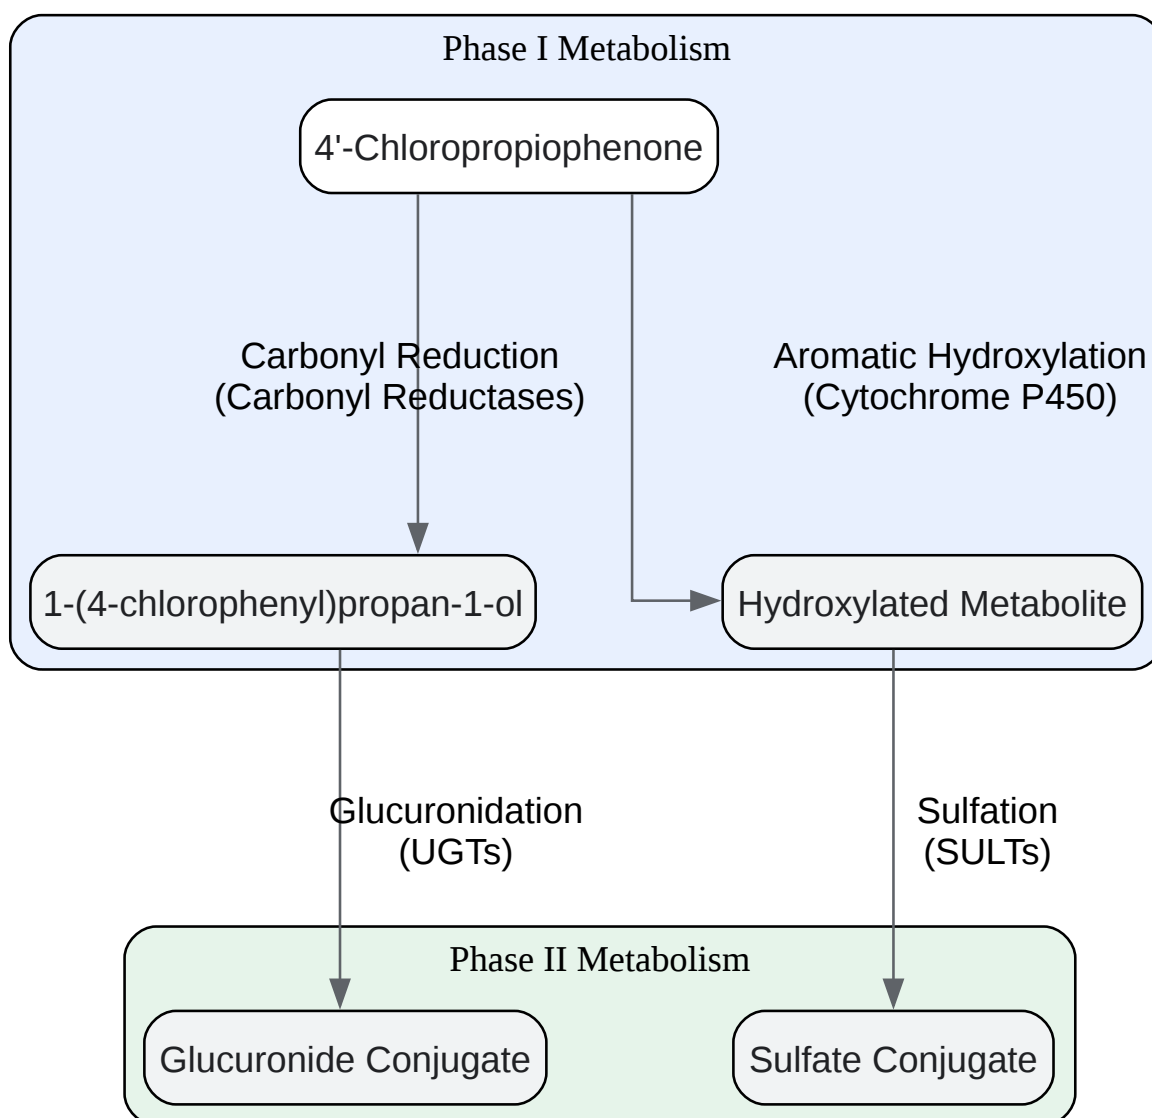 Phase I Metabolism
4'-Chloropropiophenone
Carbonyl Reduction
(Carbonyl Reductases)
Aromatic Hydroxylation
(Cytochrome P450)
1-(4-chlorophenyl)propan-1-ol
Hydroxylated Metabolite
Glucuronidation
(UGTs)
Sulfation
(SULTs)
Phase II Metabolism
Glucuronide Conjugate
Sulfate Conjugate